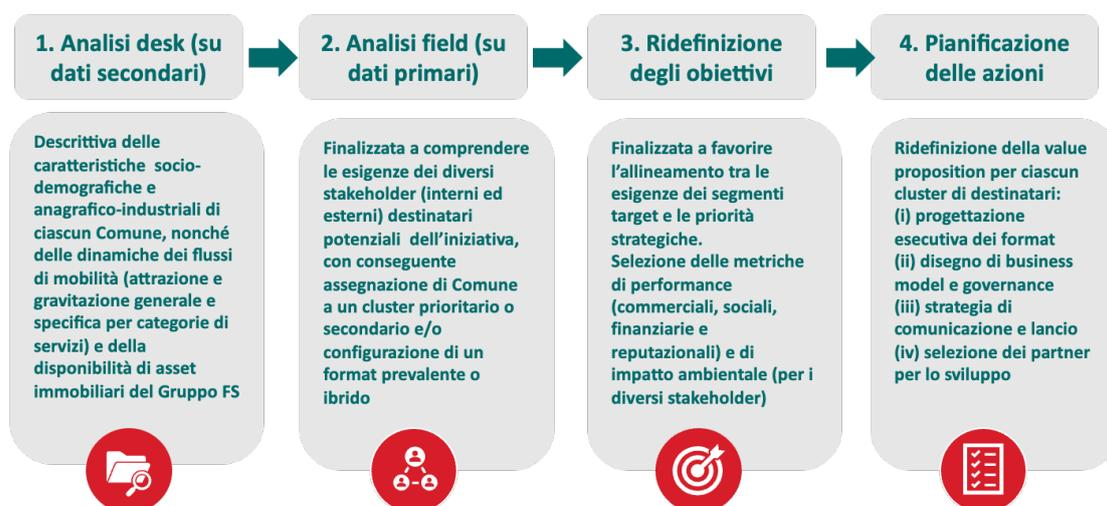 1. Analisi desk (su
dati secondari)
2. Analisi field (su
dati primari)
3. Ridefinizione
degli obiettivi
4. Pianificazione
delle azioni
Descrittiva delle
caratteristiche socio-
demografiche e
anagrafico-industriali di
ciascun Comune, nonché
delle dinamiche dei flussi
di mobilità (attrazione e
gravitazione generale e
specifica per categorie di
servizi) e della
disponibilità di asset
immobiliari del Gruppo FS
Finalizzata a comprendere
le esigenze dei diversi
stakeholder (interni ed
esterni) destinatari
potenziali dell’iniziativa,
con conseguente
assegnazione di Comune
a un cluster prioritario o
secondario e/o
configurazione di un
format prevalente o
ibrido
Finalizzata a favorire
l’allineamento tra le
esigenze dei segmenti
target e le priorità
strategiche.
Selezione delle metriche
di performance
(commerciali, sociali,
finanziarie e
reputazionali) e di
impatto ambientale (per i
diversi stakeholder)
Ridefinizione della value
proposition per ciascun
cluster di destinatari:
(i) progettazione
esecutiva dei format
(ii) disegno di business
model e governance
(iii) strategia di
comunicazione e lancio
(iv) selezione dei partner
per lo sviluppo